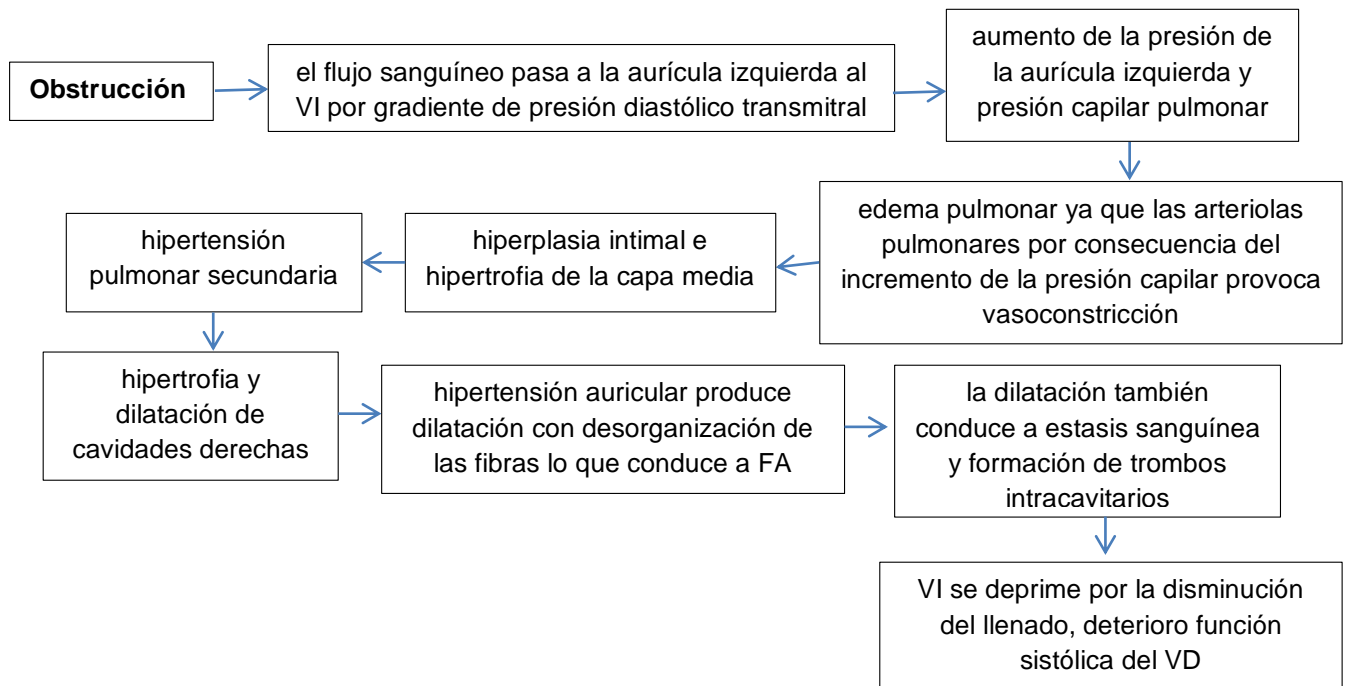 Obstrucción
el flujo sanguíneo pasa a la aurícula izquierda al
VI por gradiente de presión diastólico transmitral
aumento de la presión de
la aurícula izquierda y
presión capilar pulmonar
edema pulmonar ya que las arteriolas
pulmonares por consecuencia del
incremento de la presión capilar provoca
vasoconstricción
hiperplasia intimal e
hipertrofia de la capa media
hipertensión
pulmonar secundaria
hipertrofia y
dilatación de
cavidades derechas
hipertensión auricular produce
dilatación con desorganización de
las fibras lo que conduce a FA
la dilatación también
conduce a estasis sanguínea
y formación de trombos
intracavitarios
VI se deprime por la disminución
del llenado, deterioro función
sistólica del VD